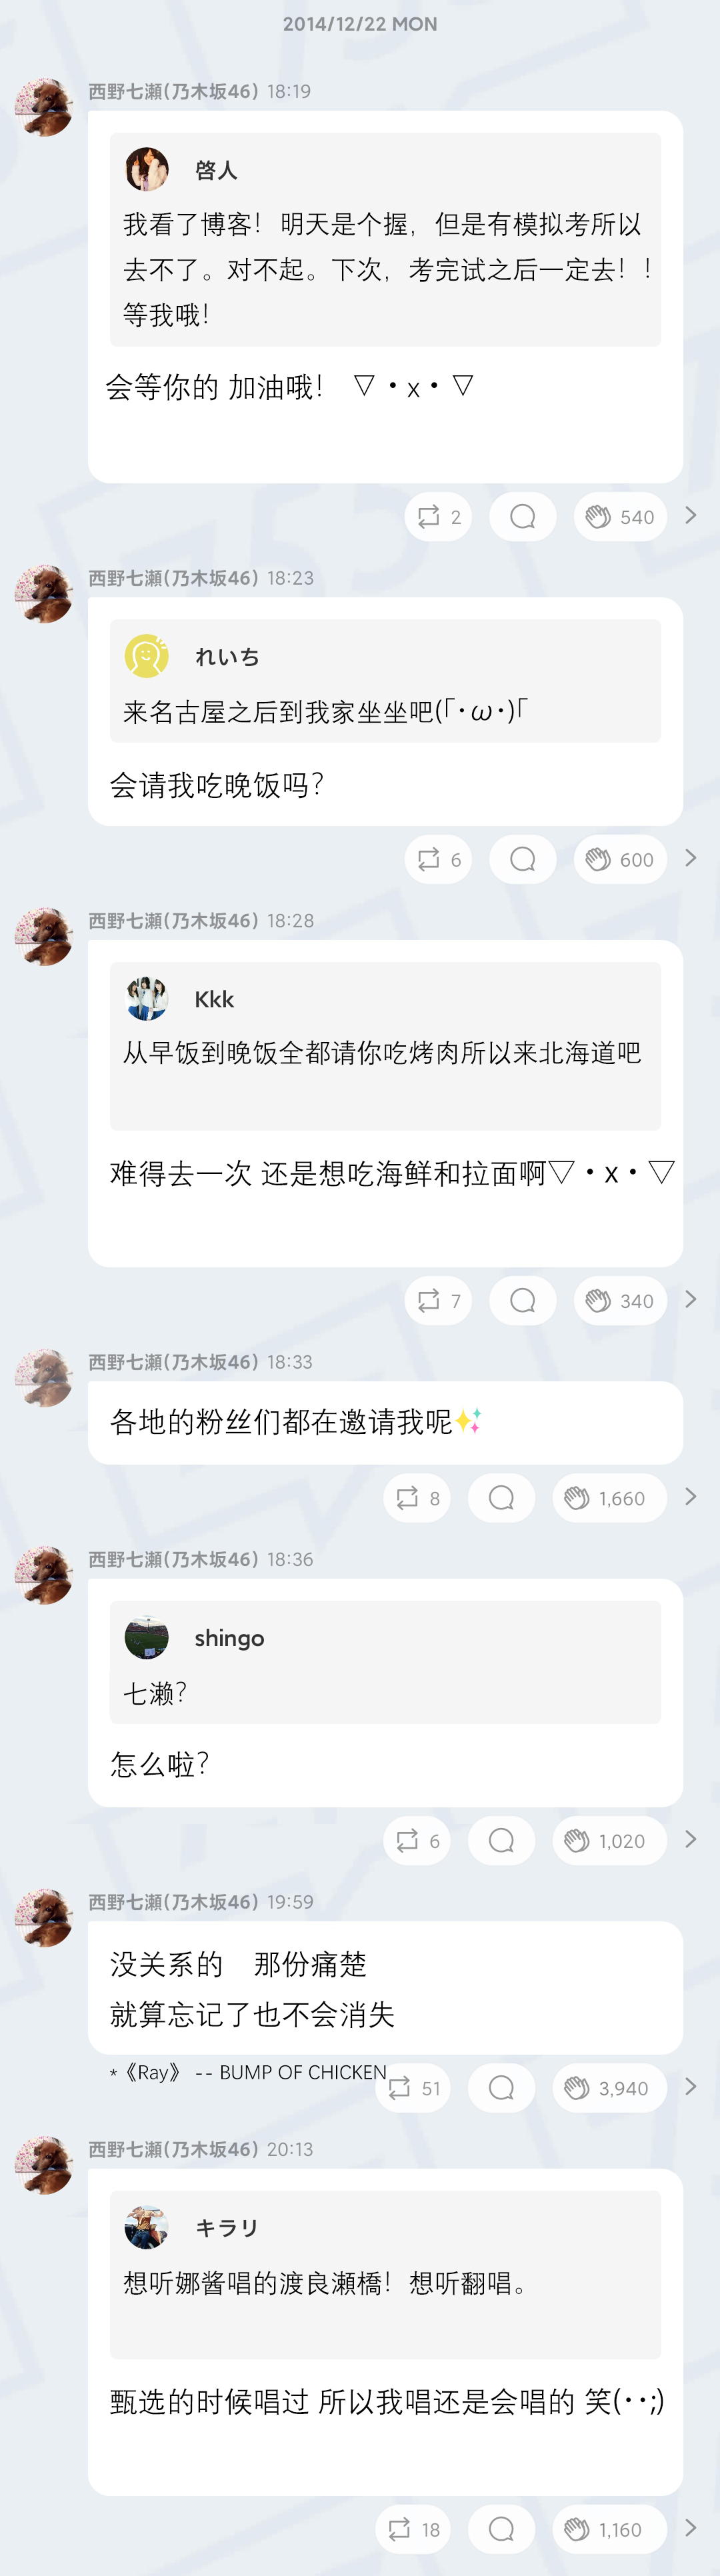 2014/12/22 MON
西野七瀬(乃木坂46) 18:19
啓人
我看了博客！明天是个握，但是有模拟考所以
去不了。对不起。下次，考完试之后一定去！！
等我哦！
会等你的 加油哦！ ▽・x・▽
2 540
西野七瀬(乃木坂46) 18:23
れいち
来名古屋之后到我家坐坐吧(「・ω・)「
会请我吃晚饭吗？
6 600
西野七瀬(乃木坂46) 18:28
Kkk
从早饭到晚饭全都请你吃烤肉所以来北海道吧
难得去一次 还是想吃海鲜和拉面啊▽・x・▽
7 340
西野七瀬(乃木坂46) 18:33
各地的粉丝们都在邀请我呢✨
8 1,660
西野七瀬(乃木坂46) 18:36
shingo
七濑？
怎么啦？
6 1,020
西野七瀬(乃木坂46) 19:59
没关系的　那份痛楚
就算忘记了也不会消失
*《Ray》 -- BUMP OF CHICKEN
51 3,940
西野七瀬(乃木坂46) 20:13
キラリ
想听娜酱唱的渡良瀬橋！想听翻唱。
甄选的时候唱过 所以我唱还是会唱的 笑(・・;)
18 1,160